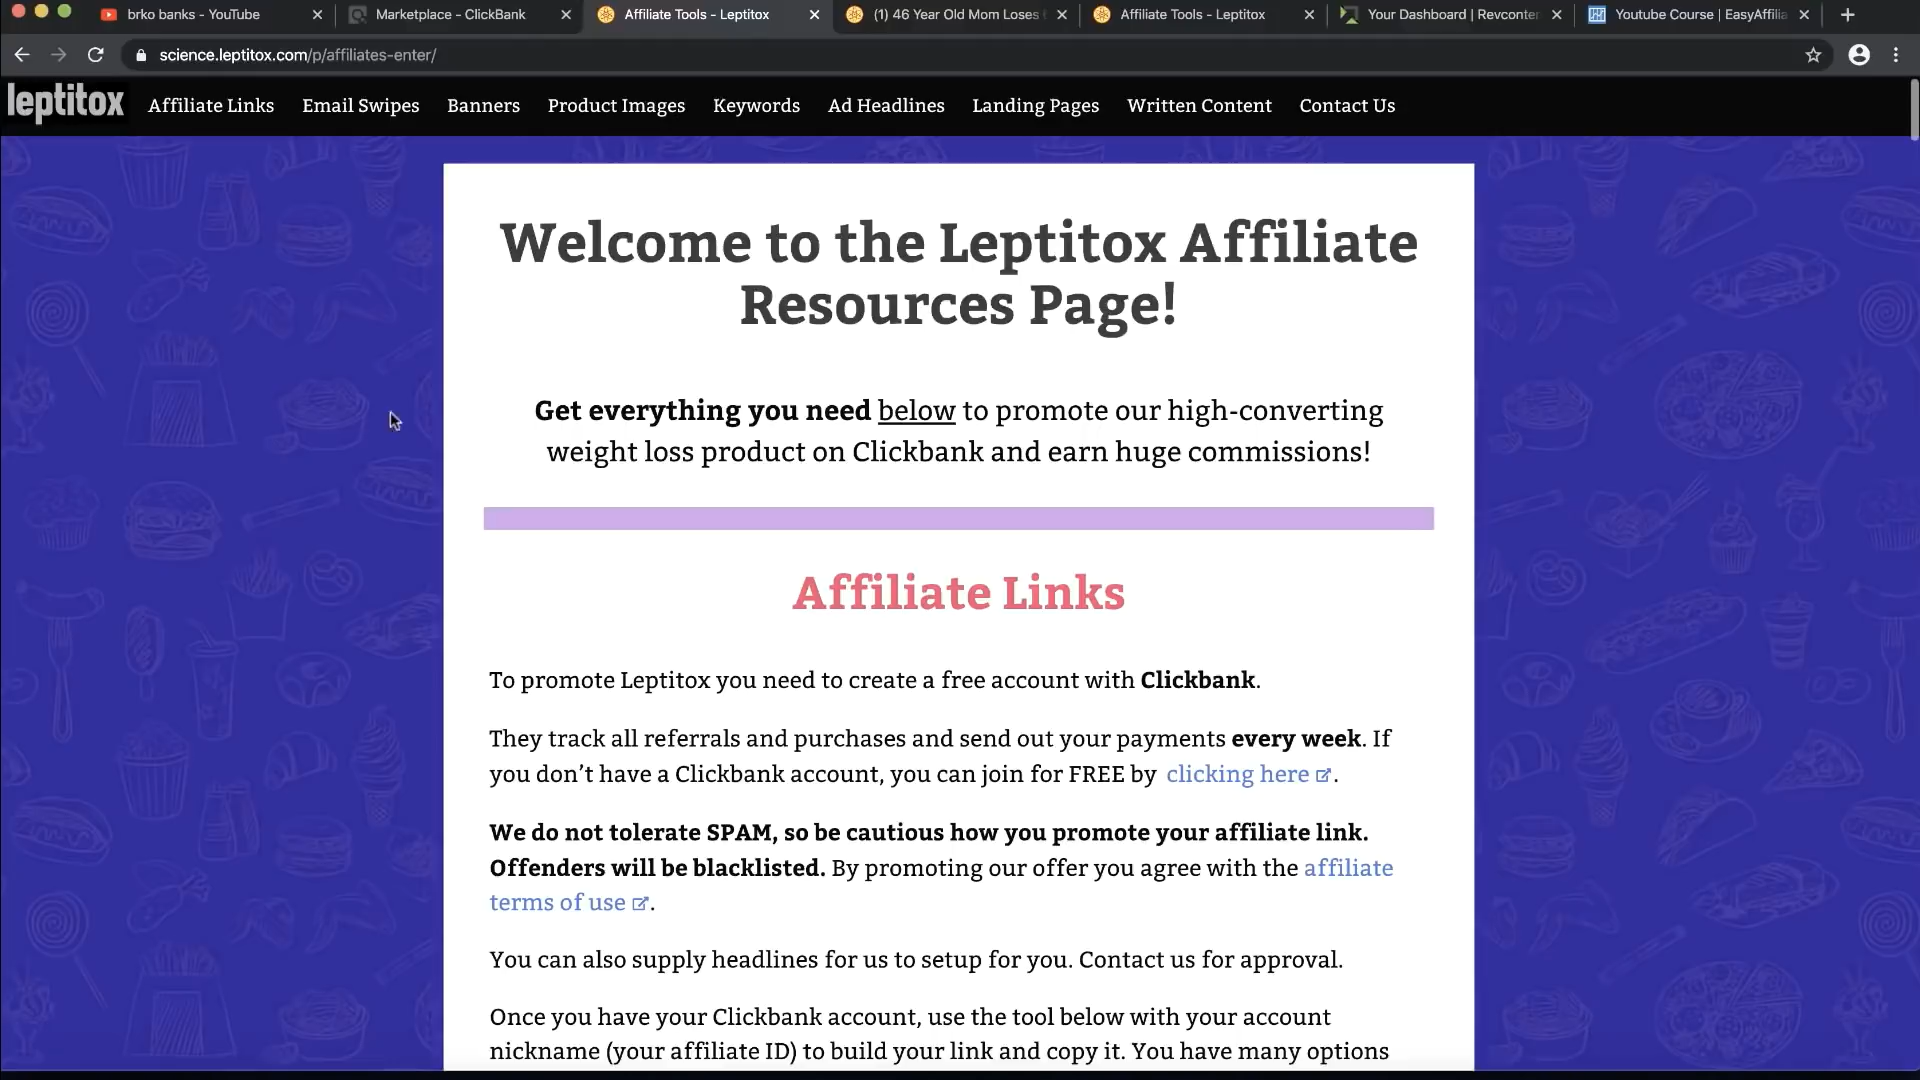 brko banks - YouTube
Marketplace - ClickBank
Affiliate Tools - Leptitox
(1) 46 Year Old Mom Loses
Affiliate Tools - Leptitox
Your Dashboard | Revconten
Youtube Course | EasyAffilia
science.leptitox.com/p/affiliates-enter/
leptitox
Affiliate Links
Email Swipes
Banners
Product Images
Keywords
Ad Headlines
Landing Pages
Written Content
Contact Us
Welcome to the Leptitox Affiliate
Resources Page!
Get everything you need below to promote our high-converting
weight loss product on Clickbank and earn huge commissions!
Affiliate Links
To promote Leptitox you need to create a free account with Clickbank.
They track all referrals and purchases and send out your payments every week. If
you don’t have a Clickbank account, you can join for FREE by clicking here.
We do not tolerate SPAM, so be cautious how you promote your affiliate link.
Offenders will be blacklisted. By promoting our offer you agree with the affiliate
terms of use.
You can also supply headlines for us to setup for you. Contact us for approval.
Once you have your Clickbank account, use the tool below with your account
nickname (your affiliate ID) to build your link and copy it. You have many options